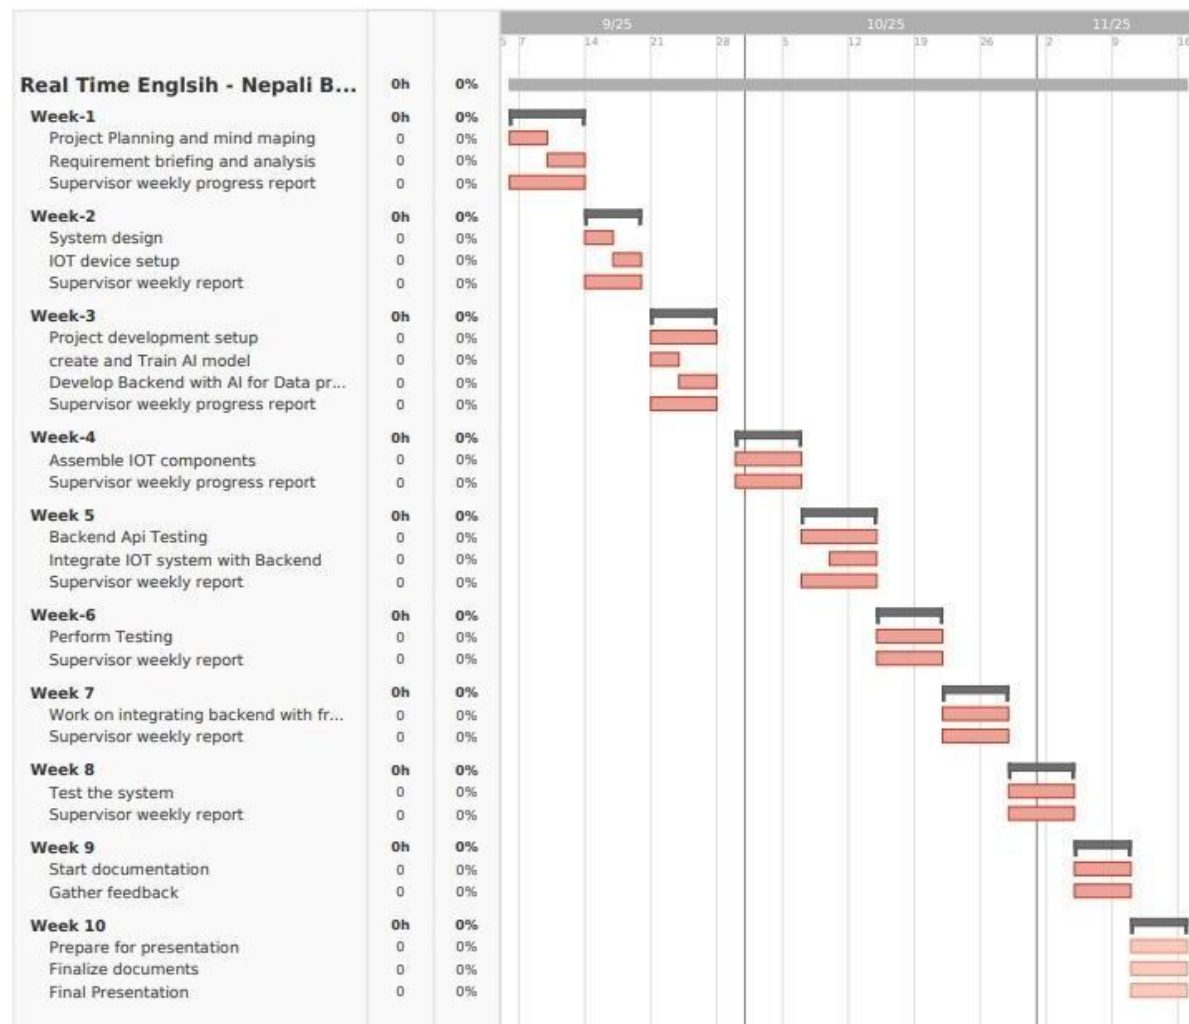 9/25 10/25 11/25
5 7 14 21 28 5 12 19 26 2 9 16
Real Time Englsih - Nepali B... 0h 0%
Week-1 0h 0%
Project Planning and mind maping 0 0%
Requirement briefing and analysis 0 0%
Supervisor weekly progress report 0 0%
Week-2 0h 0%
System design 0 0%
IOT device setup 0 0%
Supervisor weekly report 0 0%
Week-3 0h 0%
Project development setup 0 0%
create and Train AI model 0 0%
Develop Backend with AI for Data pr... 0 0%
Supervisor weekly progress report 0 0%
Week-4 0h 0%
Assemble IOT components 0 0%
Supervisor weekly progress report 0 0%
Week 5 0h 0%
Backend Api Testing 0 0%
Integrate IOT system with Backend 0 0%
Supervisor weekly report 0 0%
Week-6 0h 0%
Perform Testing 0 0%
Supervisor weekly report 0 0%
Week 7 0h 0%
Work on integrating backend with fr... 0 0%
Supervisor weekly report 0 0%
Week 8 0h 0%
Test the system 0 0%
Supervisor weekly report 0 0%
Week 9 0h 0%
Start documentation 0 0%
Gather feedback 0 0%
Week 10 0h 0%
Prepare for presentation 0 0%
Finalize documents 0 0%
Final Presentation 0 0%